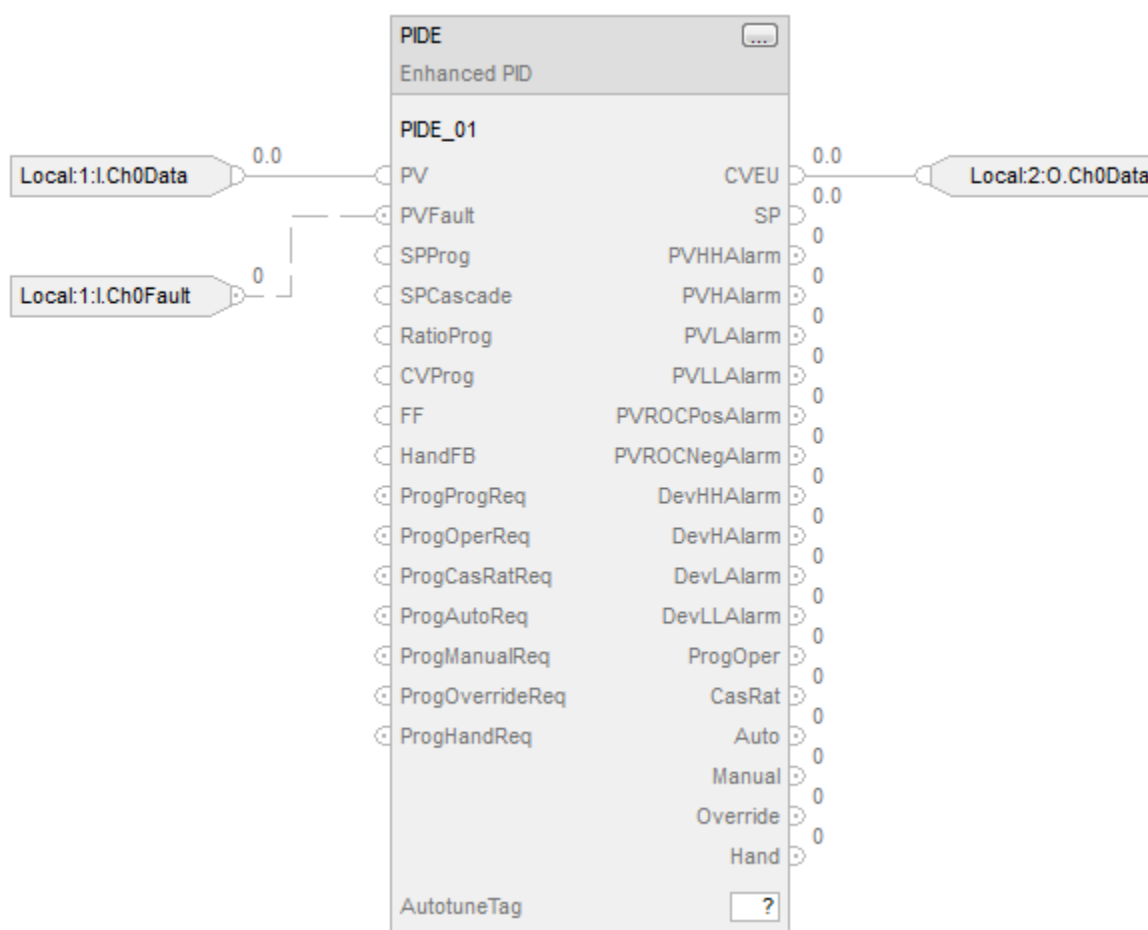 PIDE
...
Enhanced PID
PIDE_01
0.0
0.0
Local:1:I.Ch0Data
PV
CVEU
Local:2:O.Ch0Data
0.0
PVFault
SP
0
SPProg
PVHHAlarm
0
0
Local:1:I.Ch0Fault
SPCascade
PVHAlarm
0
RatioProg
PVLAlarm
0
CVProg
PVLLAlarm
0
FF
PVROCPosAlarm
0
HandFB
PVROCNegAlarm
0
ProgProgReq
DevHHAlarm
0
ProgOperReq
DevHAlarm
0
ProgCasRatReq
DevLAlarm
0
ProgAutoReq
DevLLAlarm
0
ProgManualReq
ProgOper
0
ProgOverrideReq
CasRat
0
ProgHandReq
Auto
0
Manual
0
Override
0
Hand
AutotuneTag
?